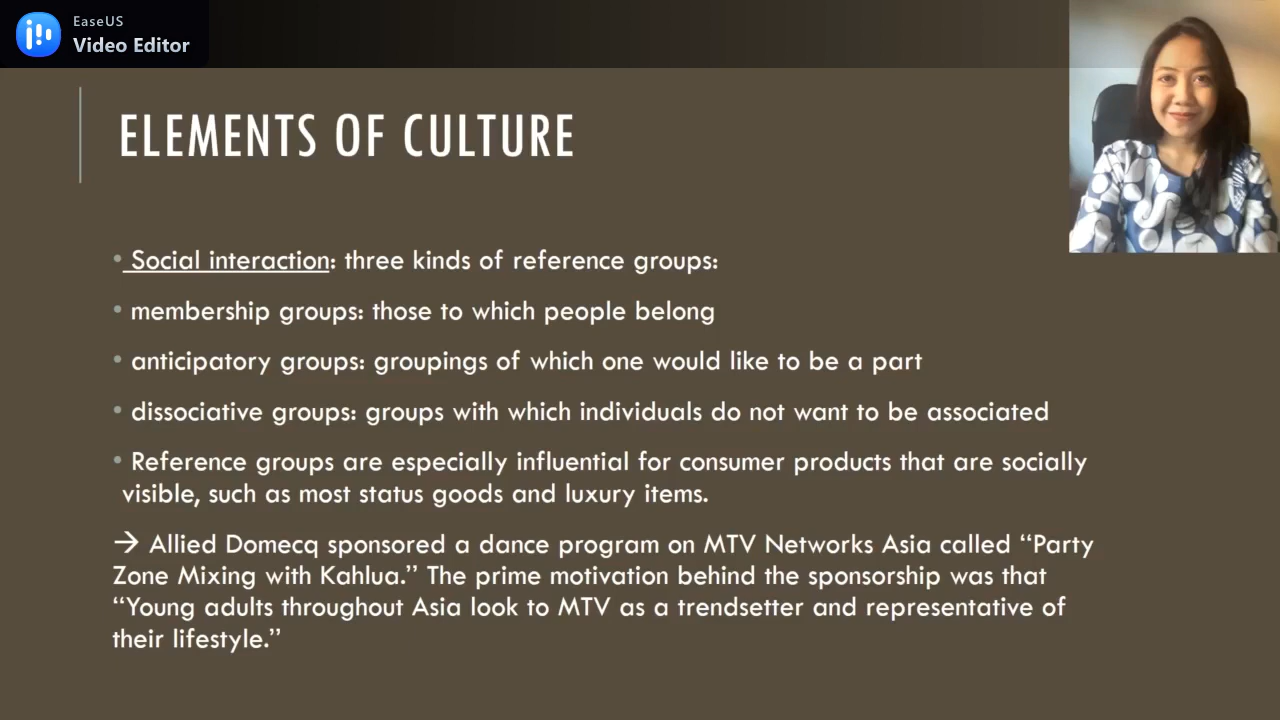 EaseUS
Video Editor
ELEMENTS OF CULTURE
• Social interaction: three kinds of reference groups:
• membership groups: those to which people belong
• anticipatory groups: groupings of which one would like to be a part
• dissociative groups: groups with which individuals do not want to be associated
• Reference groups are especially influential for consumer products that are socially
visible, such as most status goods and luxury items.
→ Allied Domecq sponsored a dance program on MTV Networks Asia called “Party
Zone Mixing with Kahlua.” The prime motivation behind the sponsorship was that
“Young adults throughout Asia look to MTV as a trendsetter and representative of
their lifestyle.”